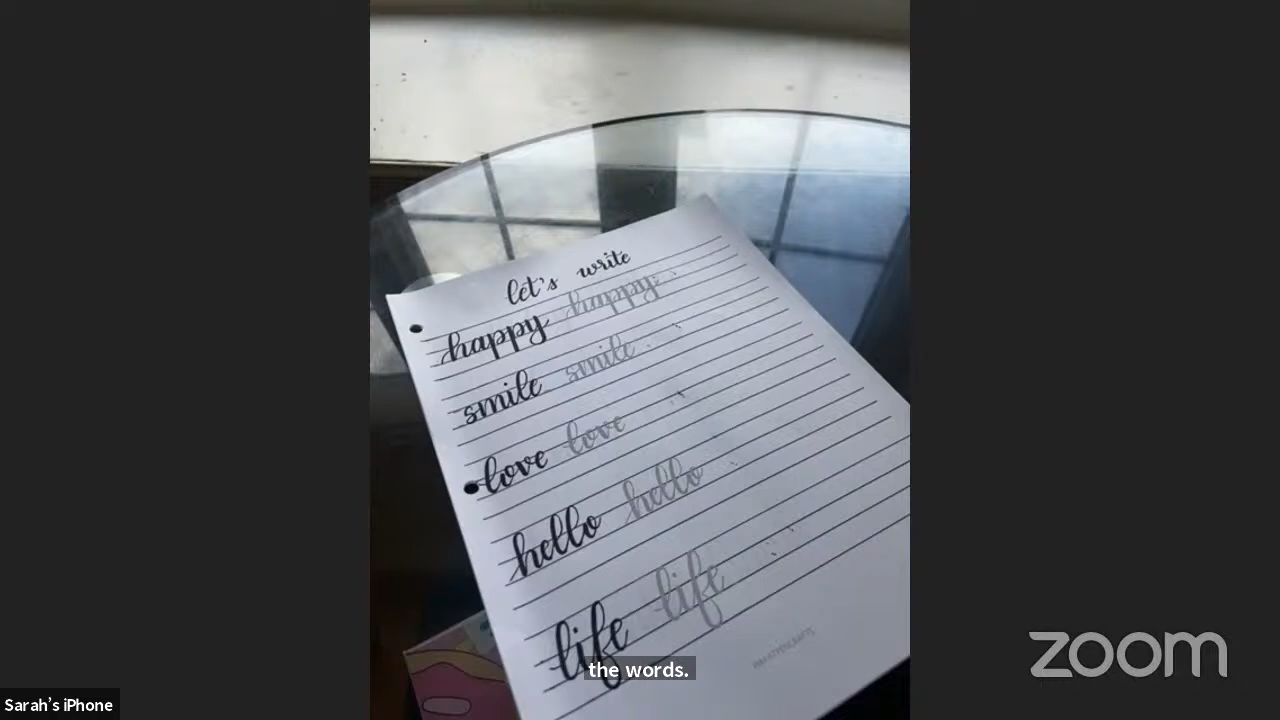 let's write
happy happy
smile smile
love love
hello hello
life life
the words.
zoom
Sarah's iPhone